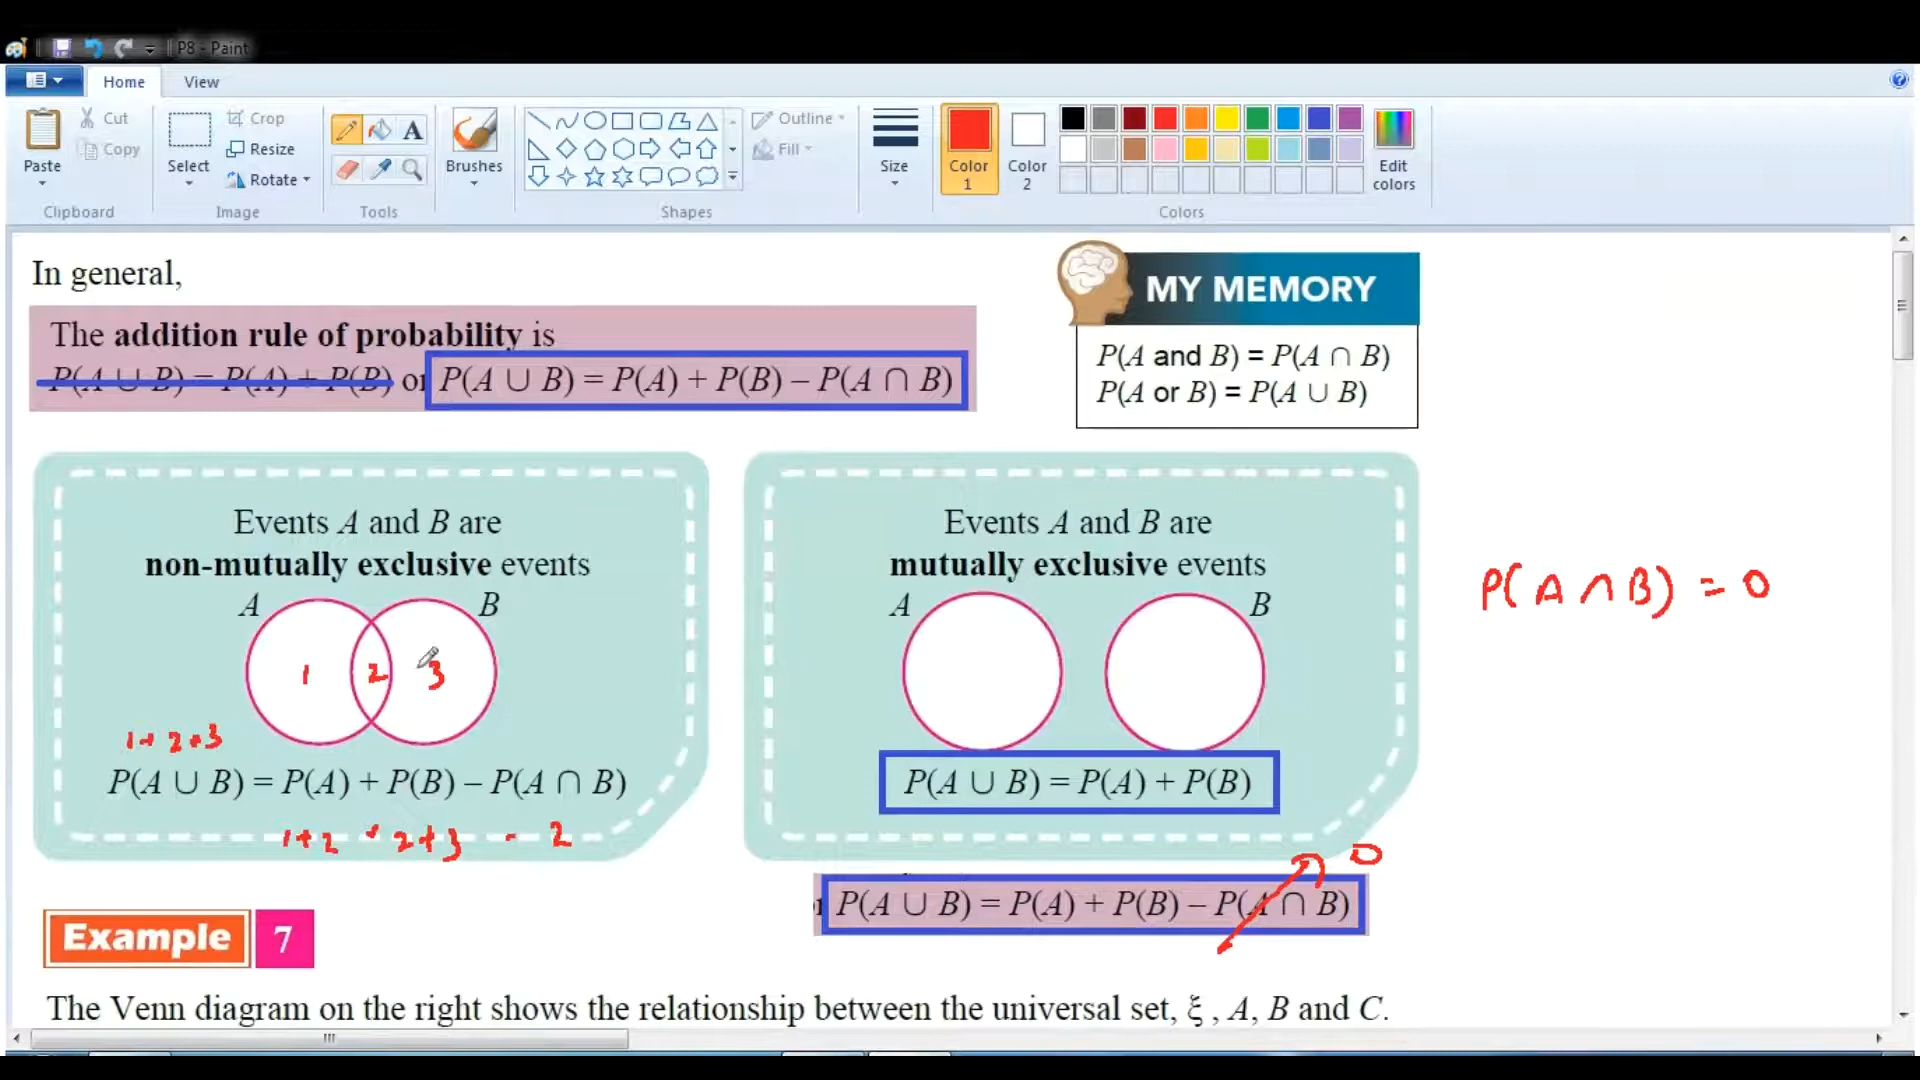 P8 - Paint
Home View
Paste
Cut
Copy
Clipboard
Select
Crop
Resize
Rotate
Image
A
Tools
Brushes
Shapes
Outline
Fill
Size
Color 1
Color 2
Colors
Edit colors
In general,
The addition rule of probability is
P(A ∪ B) = P(A) + P(B) or P(A ∪ B) = P(A) + P(B) – P(A ∩ B)
MY MEMORY
P(A and B) = P(A ∩ B)
P(A or B) = P(A ∪ B)
Events A and B are
non-mutually exclusive events
A B
1 2 3
1+ 2+3
P(A ∪ B) = P(A) + P(B) – P(A ∩ B)
1+2 + 2+3 - 2
Events A and B are
mutually exclusive events
A B
P(A ∪ B) = P(A) + P(B)
P(A ∩ B) = 0
0
P(A ∪ B) = P(A) + P(B) – P(A ∩ B)
Example 7
The Venn diagram on the right shows the relationship between the universal set, ξ , A, B and C.